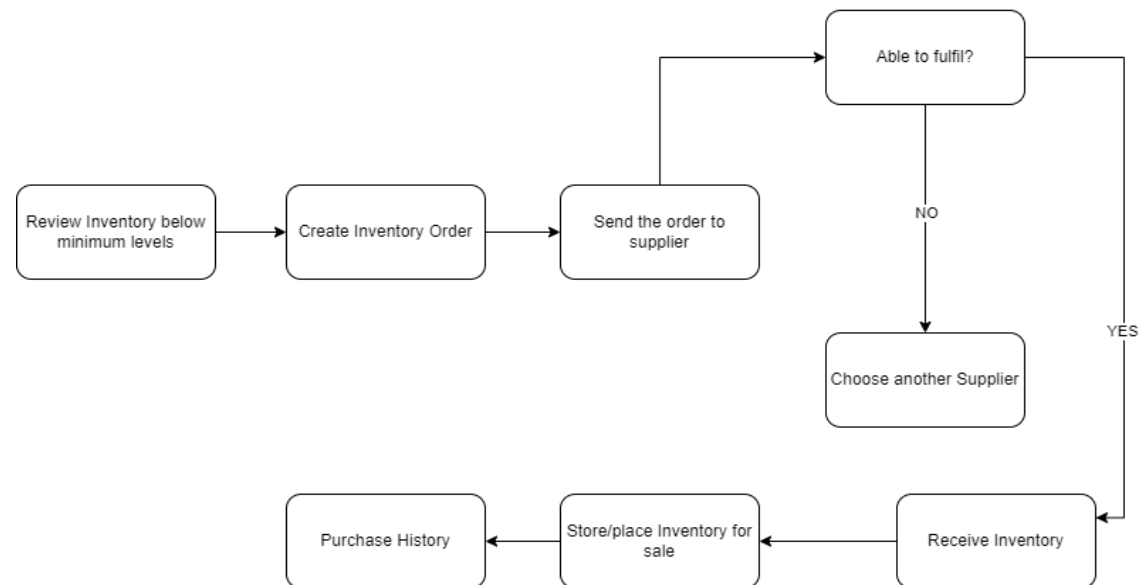 Able to fulfil?
Review Inventory below
minimum levels
Create Inventory Order
Send the order to
supplier
NO
YES
Choose another Supplier
Purchase History
Store/place Inventory for
sale
Receive Inventory